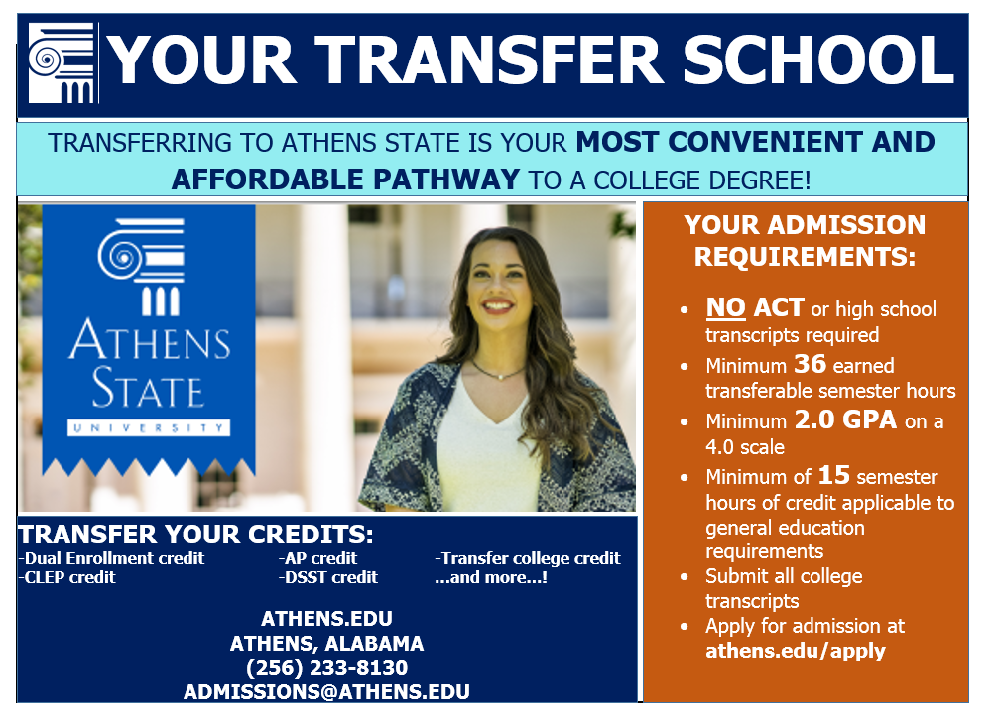 YOUR TRANSFER SCHOOL
TRANSFERRING TO ATHENS STATE IS YOUR MOST CONVENIENT AND
AFFORDABLE PATHWAY TO A COLLEGE DEGREE!
ATHENS
STATE
UNIVERSITY
YOUR ADMISSION
REQUIREMENTS:
• NO ACT or high school
transcripts required
• Minimum 36 earned
transferable semester hours
• Minimum 2.0 GPA on a
4.0 scale
• Minimum of 15 semester
hours of credit applicable to
general education
requirements
• Submit all college
transcripts
• Apply for admission at
athens.edu/apply
TRANSFER YOUR CREDITS:
-Dual Enrollment credit -AP credit -Transfer college credit
-CLEP credit -DSST credit ...and more...!
ATHENS.EDU
ATHENS, ALABAMA
(256) 233-8130
ADMISSIONS@ATHENS.EDU